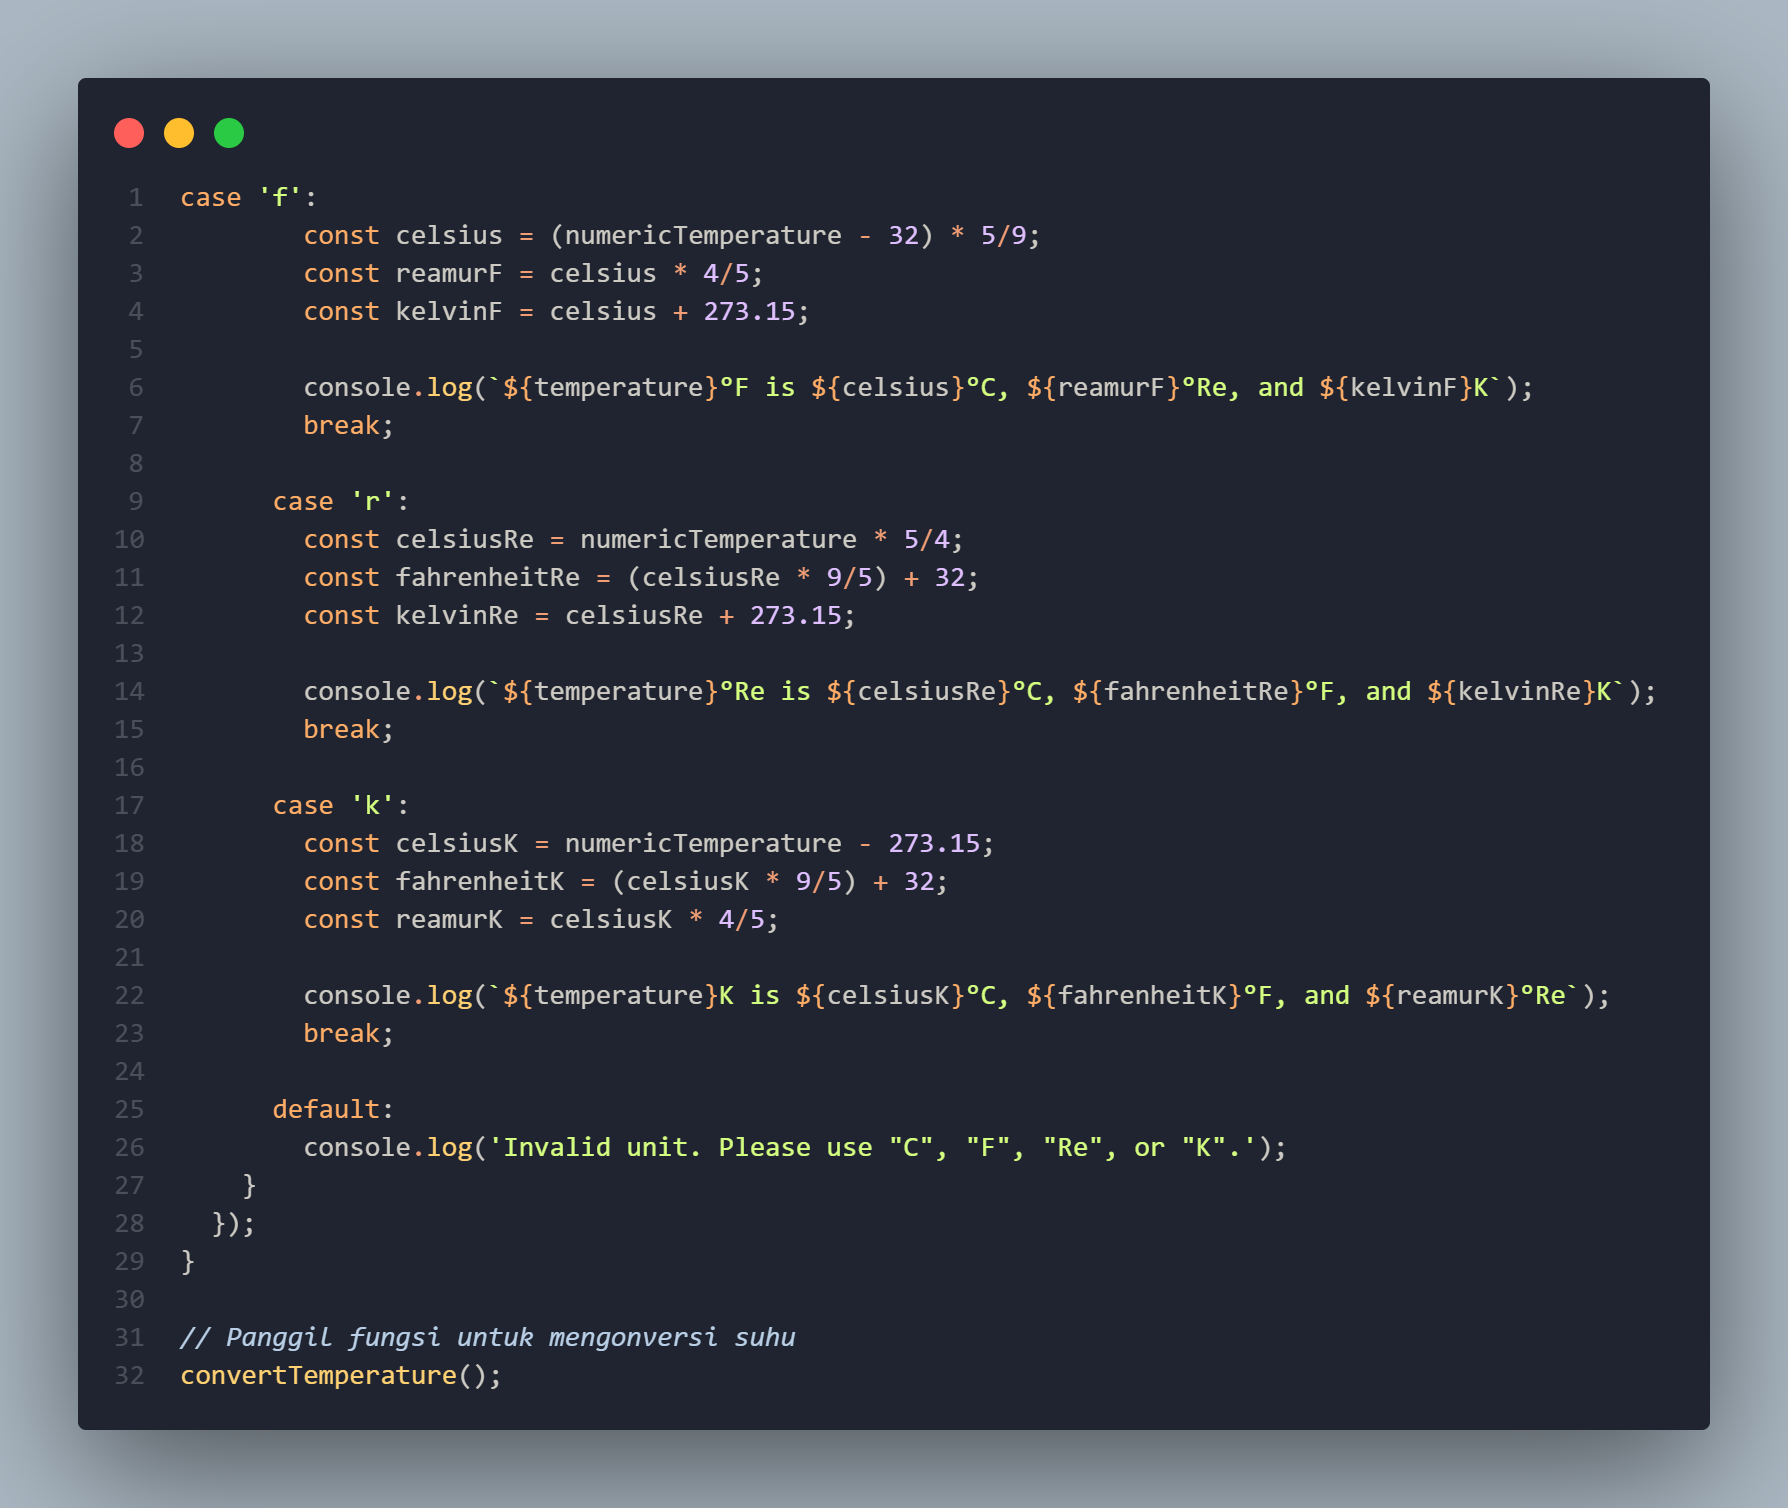 1 case 'f':
2 const celsius = (numericTemperature - 32) * 5/9;
3 const reamurF = celsius * 4/5;
4 const kelvinF = celsius + 273.15;
5
6 console.log(`${temperature}°F is ${celsius}°C, ${reamurF}°Re, and ${kelvinF}K`);
7 break;
8
9 case 'r':
10 const celsiusRe = numericTemperature * 5/4;
11 const fahrenheitRe = (celsiusRe * 9/5) + 32;
12 const kelvinRe = celsiusRe + 273.15;
13
14 console.log(`${temperature}°Re is ${celsiusRe}°C, ${fahrenheitRe}°F, and ${kelvinRe}K`);
15 break;
16
17 case 'k':
18 const celsiusK = numericTemperature - 273.15;
19 const fahrenheitK = (celsiusK * 9/5) + 32;
20 const reamurK = celsiusK * 4/5;
21
22 console.log(`${temperature}K is ${celsiusK}°C, ${fahrenheitK}°F, and ${reamurK}°Re`);
23 break;
24
25 default:
26 console.log('Invalid unit. Please use "C", "F", "Re", or "K".');
27 }
28 });
29 }
30
31 // Panggil fungsi untuk mengonversi suhu
32 convertTemperature();